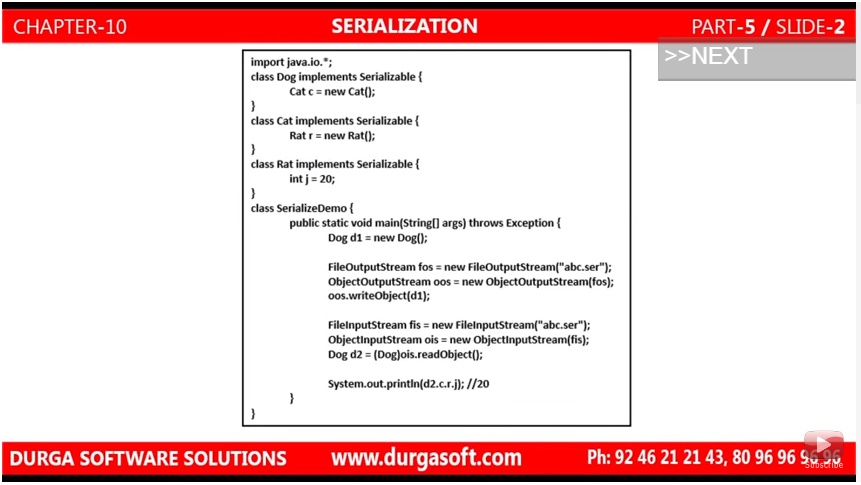 CHAPTER-10
SERIALIZATION
PART-5 / SLIDE-2
>>NEXT
import java.io.*;
class Dog implements Serializable {
Cat c = new Cat();
}
class Cat implements Serializable {
Rat r = new Rat();
}
class Rat implements Serializable {
int j = 20;
}
class SerializeDemo {
public static void main(String[] args) throws Exception {
Dog d1 = new Dog();
FileOutputStream fos = new FileOutputStream("abc.ser");
ObjectOutputStream oos = new ObjectOutputStream(fos);
oos.writeObject(d1);
FileInputStream fis = new FileInputStream("abc.ser");
ObjectInputStream ois = new ObjectInputStream(fis);
Dog d2 = (Dog)ois.readObject();
System.out.println(d2.c.r.j); //20
}
}
DURGA SOFTWARE SOLUTIONS
www.durgasoft.com
Ph: 92 46 21 21 43, 80 96 96 96 96
Subscribe